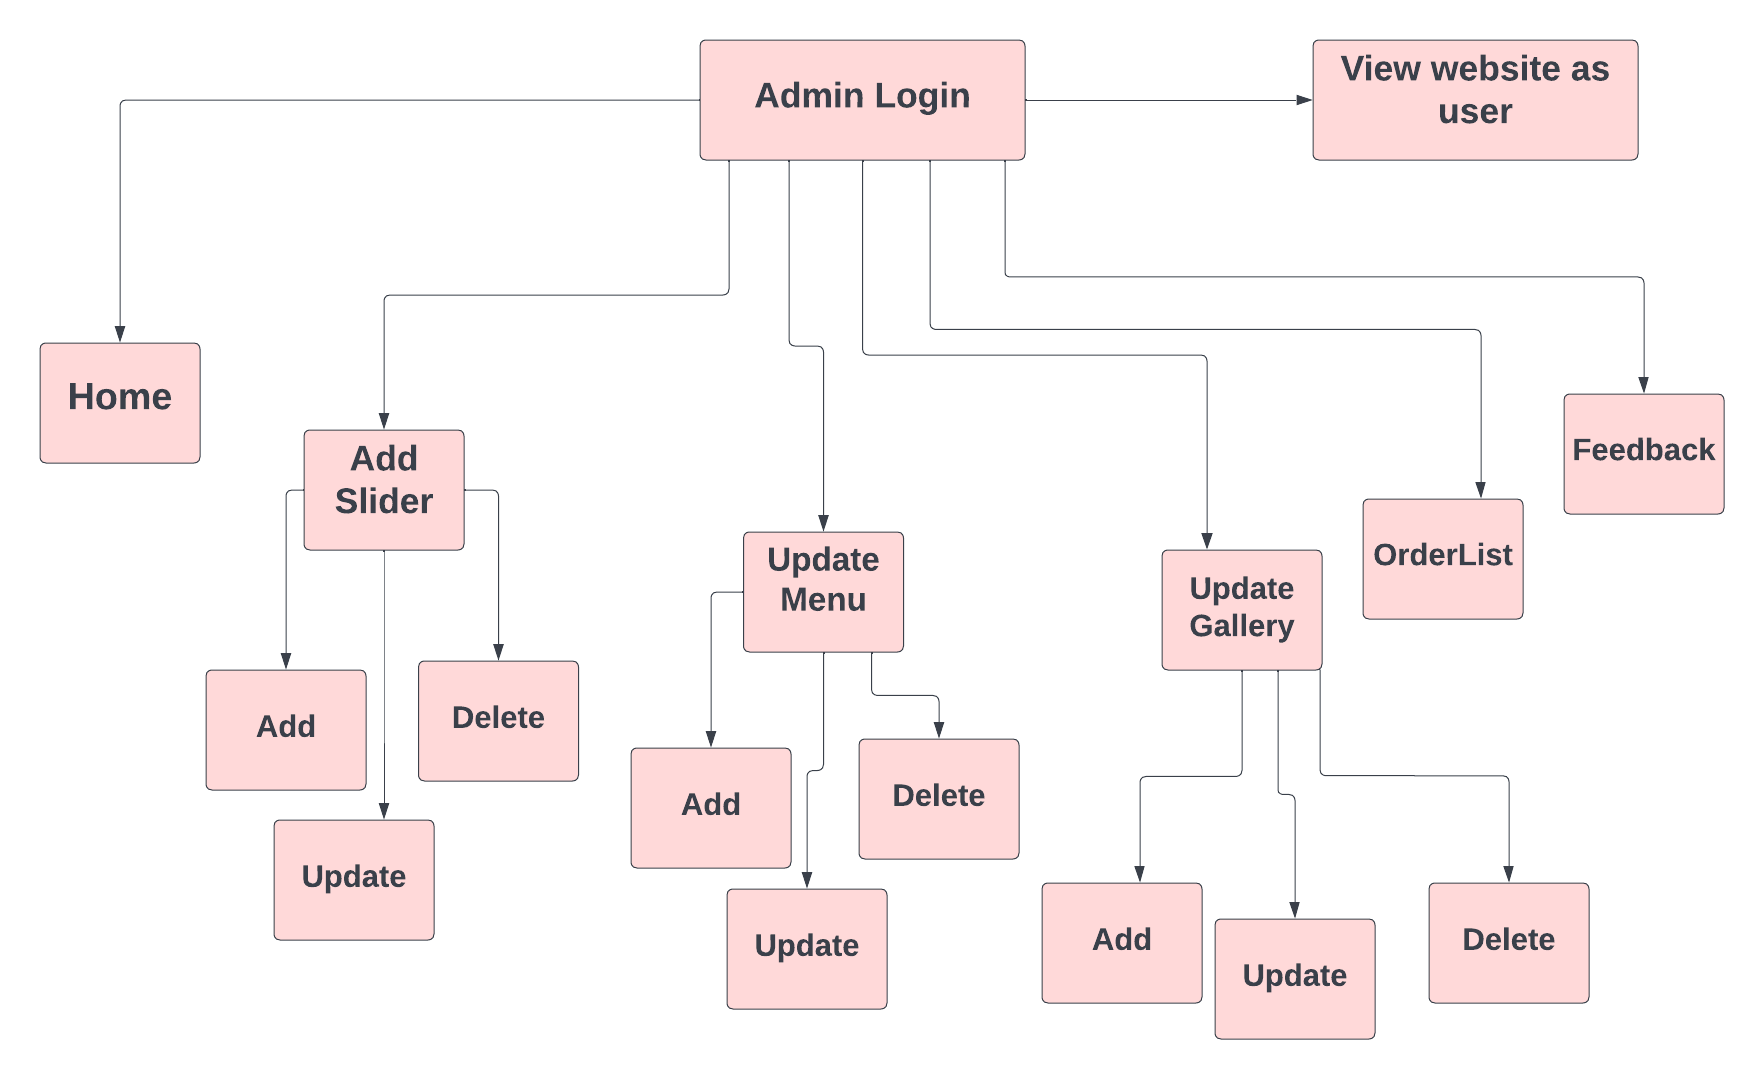 Admin Login
View website as
user
Home
Add
Slider
Update
Menu
Update
Gallery
OrderList
Feedback
Add
Update
Delete
Add
Update
Delete
Add
Update
Delete